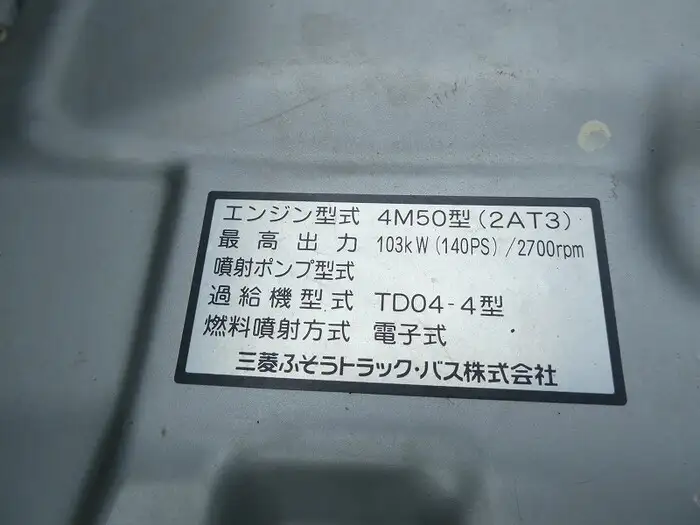 エンジン型式 4M50型(2AT3)
最高出力 103kW(140PS)/2700rpm
噴射ポンプ型式
過給機型式 TD04-4型
燃料噴射方式 電子式
三菱ふそうトラック・バス株式会社